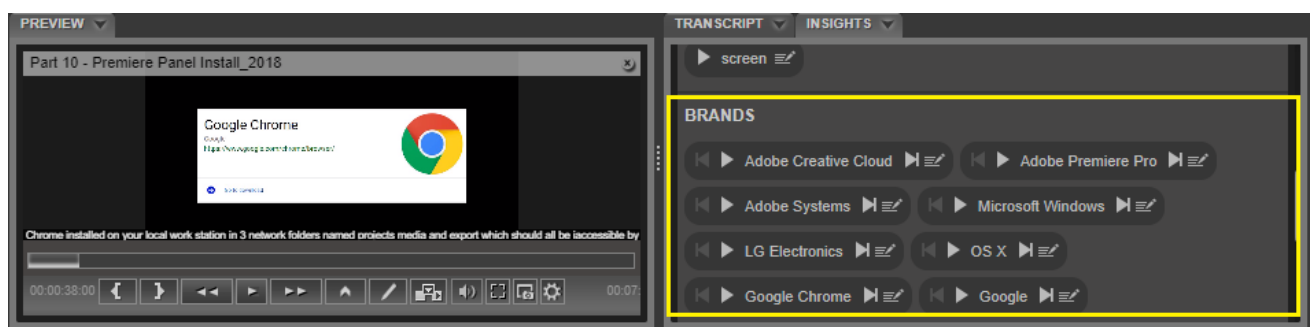 PREVIEW
Part 10 - Premiere Panel Install_2018
Google Chrome
Google
Chrome installed on your local work station in 3 network folders named projects media and export which should all be iaccessible by
00:00:38:00
00:07:
TRANSCRIPT
INSIGHTS
screen
BRANDS
Adobe Creative Cloud
Adobe Premiere Pro
Adobe Systems
Microsoft Windows
LG Electronics
OS X
Google Chrome
Google